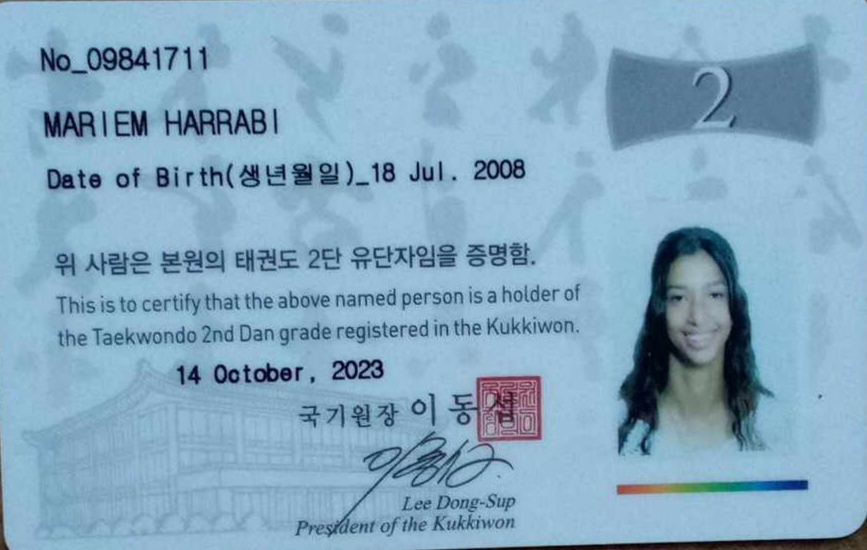 No_09841711
2
MARIEM HARRABI
Date of Birth(생년월일)_18 Jul. 2008
위 사람은 본원의 태권도 2단 유단자임을 증명함.
This is to certify that the above named person is a holder of
the Taekwondo 2nd Dan grade registered in the Kukkiwon.
14 October, 2023
국기원장 이동섭
Lee Dong-Sup
President of the Kukkiwon